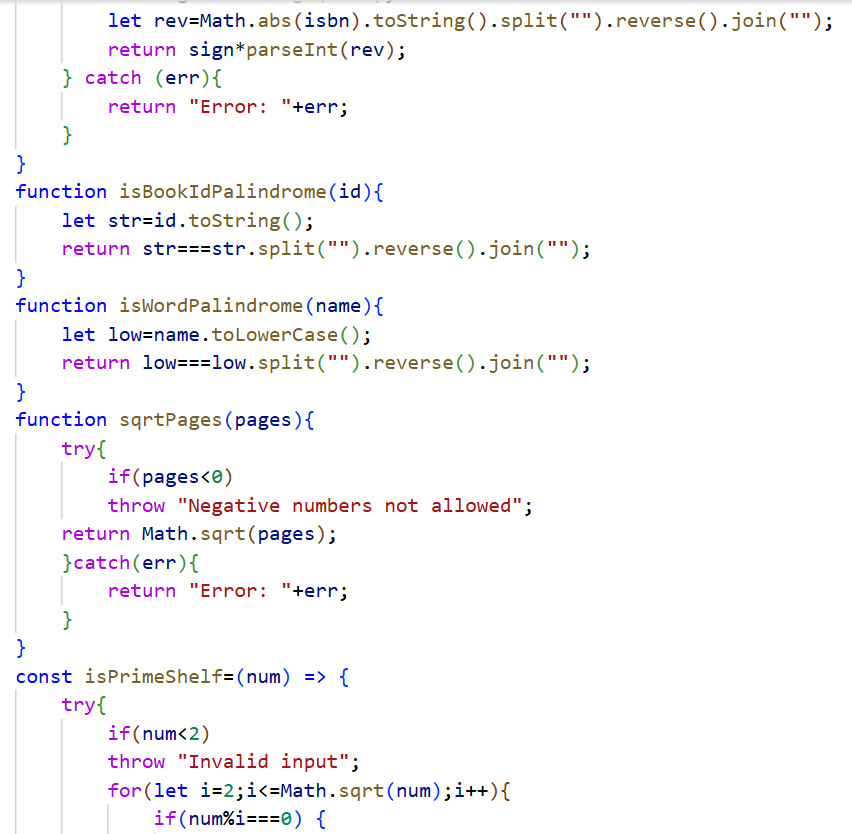 let rev=Math.abs(isbn).toString().split("").reverse().join("");
return sign*parseInt(rev);
} catch (err){
return "Error: "+err;
}
}
function isBookIdPalindrome(id){
let str=id.toString();
return str===str.split("").reverse().join("");
}
function isWordPalindrome(name){
let low=name.toLowerCase();
return low===low.split("").reverse().join("");
}
function sqrtPages(pages){
try{
if(pages<0)
throw "Negative numbers not allowed";
return Math.sqrt(pages);
}catch(err){
return "Error: "+err;
}
}
const isPrimeShelf=(num) => {
try{
if(num<2)
throw "Invalid input";
for(let i=2;i<=Math.sqrt(num);i++){
if(num%i===0) {